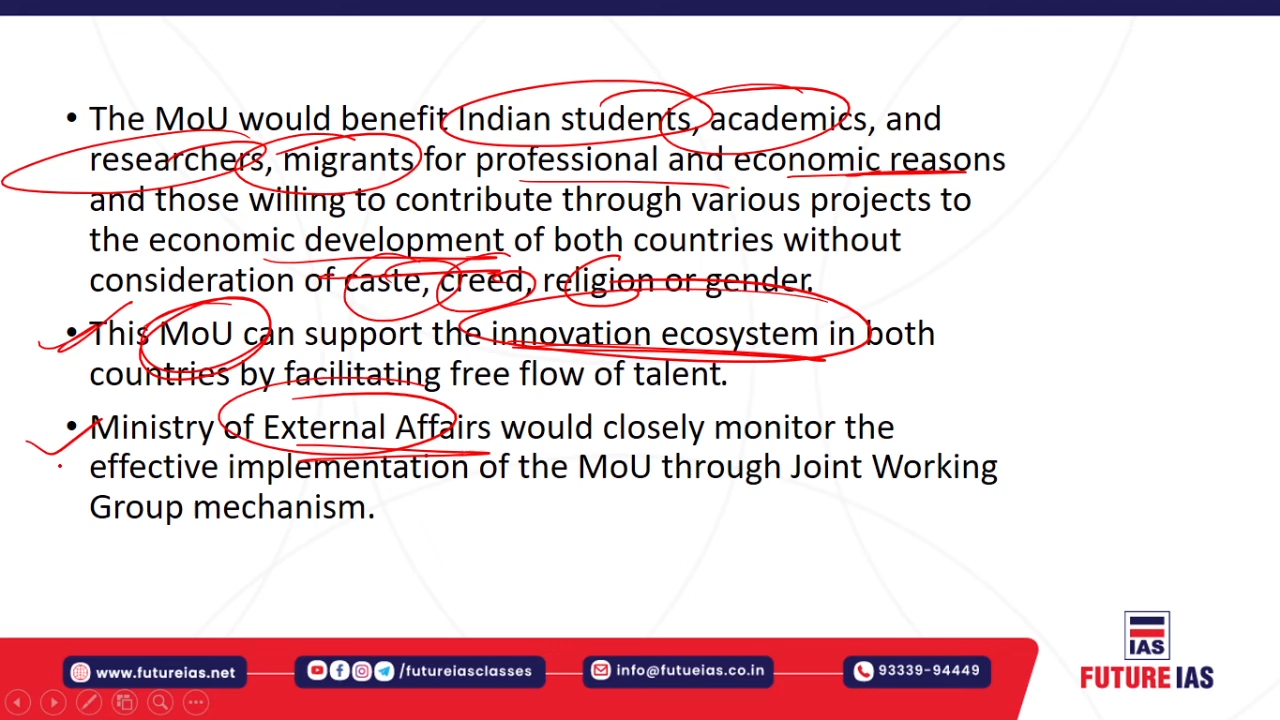 • The MoU would benefit Indian students, academics, and
researchers, migrants for professional and economic reasons
and those willing to contribute through various projects to
the economic development of both countries without
consideration of caste, creed, religion or gender.
• This MoU can support the innovation ecosystem in both
countries by facilitating free flow of talent.
• Ministry of External Affairs would closely monitor the
effective implementation of the MoU through Joint Working
Group mechanism.
IAS
FUTURE IAS
www.futureias.net
/futureiasclasses
info@futueias.co.in
93339-94449